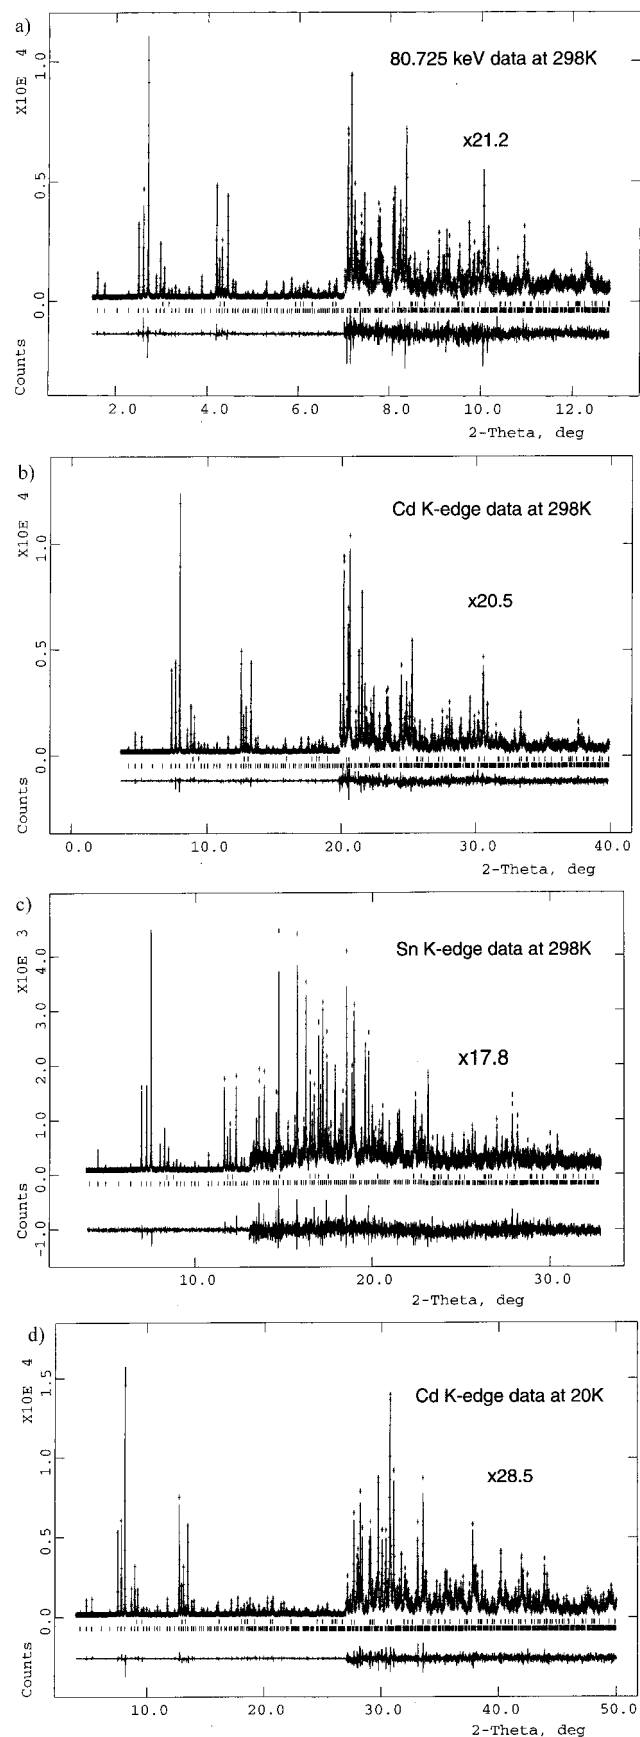 a)
X10E 4
1.0
80.725 keV data at 298K
x21.2
0.5
0.0
Counts
2.0 4.0 6.0 8.0 10.0 12.0
2-Theta, deg
b)
X10E 4
1.0
Cd K-edge data at 298K
x20.5
0.5
0.0
Counts
0.0 10.0 20.0 30.0 40.0
2-Theta, deg
c)
X10E 3
4.0
Sn K-edge data at 298K
3.0
x17.8
2.0
1.0
0.0
Counts
-1.0
10.0 20.0 30.0
2-Theta, deg
d)
X10E 4
1.5
Cd K-edge data at 20K
x28.5
1.0
0.5
0.0
Counts
10.0 20.0 30.0 40.0 50.0
2-Theta, deg